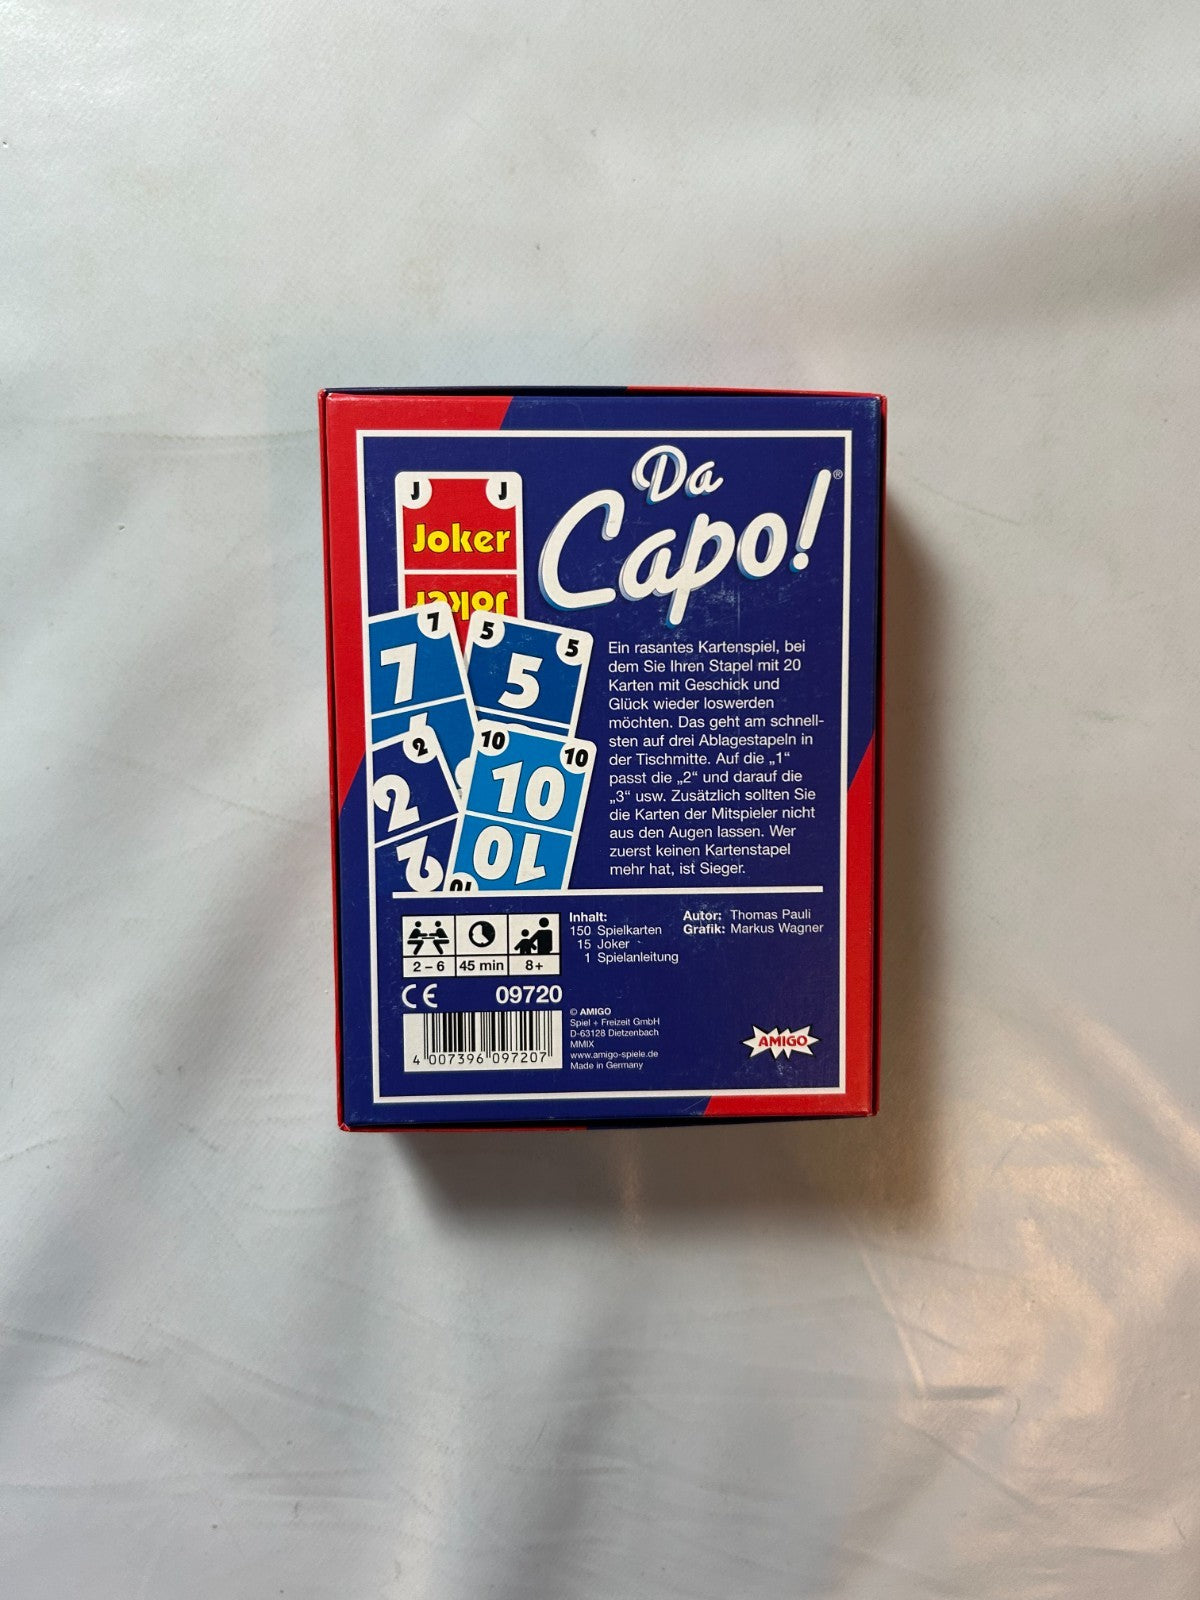 Da
Capo!
®
J J
Joker
Joker
7
7
5 5
5
2
2
2
10 10
10
10
10
Ein rasantes Kartenspiel, bei
dem Sie Ihren Stapel mit 20
Karten mit Geschick und
Glück wieder loswerden
möchten. Das geht am schnell-
sten auf drei Ablagestapeln in
der Tischmitte. Auf die „1“
passt die „2“ und darauf die
„3“ usw. Zusätzlich sollten Sie
die Karten der Mitspieler nicht
aus den Augen lassen. Wer
zuerst keinen Kartenstapel
mehr hat, ist Sieger.
2 – 6 45 min 8+
Inhalt:
150 Spielkarten
15 Joker
1 Spielanleitung
Autor: Thomas Pauli
Grafik: Markus Wagner
CE 09720
4 007396 097207
© AMIGO
Spiel + Freizeit GmbH
D-63128 Dietzenbach
MMIX
www.amigo-spiele.de
Made in Germany
AMIGO